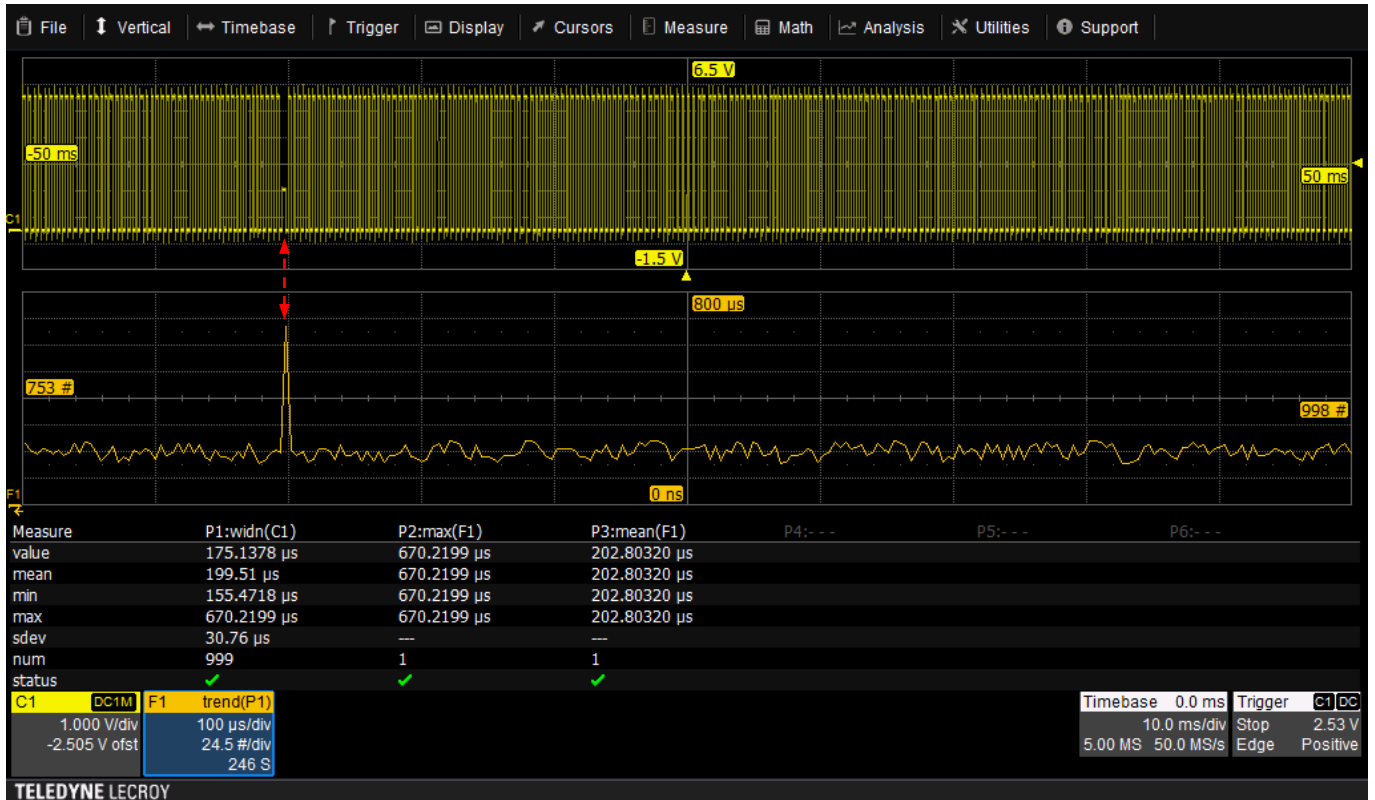 File Vertical Timebase Trigger Display Cursors Measure Math Analysis Utilities Support
6.5 V
-50 ms
50 ms
C1
-1.5 V
800 µs
753 #
998 #
0 ns
F1
Measure P1:widn(C1) P2:max(F1) P3:mean(F1) P4:- - - P5:- - - P6:- - -
value 175.1378 µs 670.2199 µs 202.80320 µs
mean 199.51 µs 670.2199 µs 202.80320 µs
min 155.4718 µs 670.2199 µs 202.80320 µs
max 670.2199 µs 670.2199 µs 202.80320 µs
sdev 30.76 µs --- ---
num 999 1 1
status
C1 DC1M F1 trend(P1) Timebase 0.0 ms Trigger C1 DC
1.000 V/div 100 µs/div 10.0 ms/div Stop 2.53 V
-2.505 V ofst 24.5 #/div 5.00 MS 50.0 MS/s Edge Positive
246 S
TELEDYNE LECROY